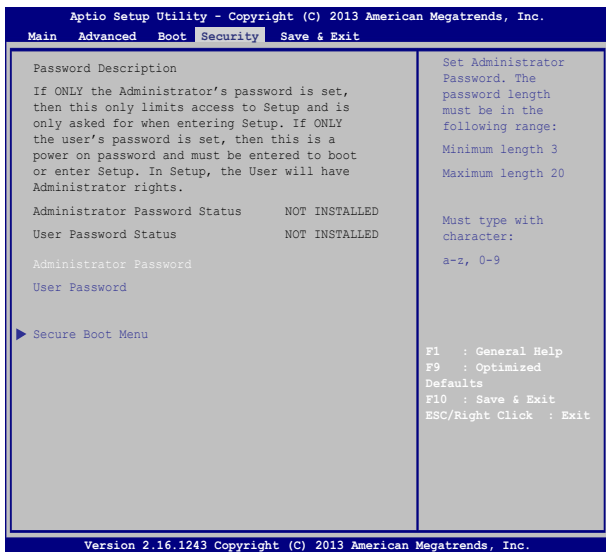 Aptio Setup Utility - Copyright (C) 2013 American Megatrends, Inc.
Main Advanced Boot Security Save & Exit
Password Description
If ONLY the Administrator's password is set,
then this only limits access to Setup and is
only asked for when entering Setup. If ONLY
the user's password is set, then this is a
power on password and must be entered to boot
or enter Setup. In Setup, the User will have
Administrator rights.
Administrator Password Status NOT INSTALLED
User Password Status NOT INSTALLED
Administrator Password
User Password
Secure Boot Menu
Set Administrator
Password. The
password length
must be in the
following range:
Minimum length 3
Maximum length 20
Must type with
character:
a-z, 0-9
F1 : General Help
F9 : Optimized
Defaults
F10 : Save & Exit
ESC/Right Click : Exit
Version 2.16.1243 Copyright (C) 2013 American Megatrends, Inc.